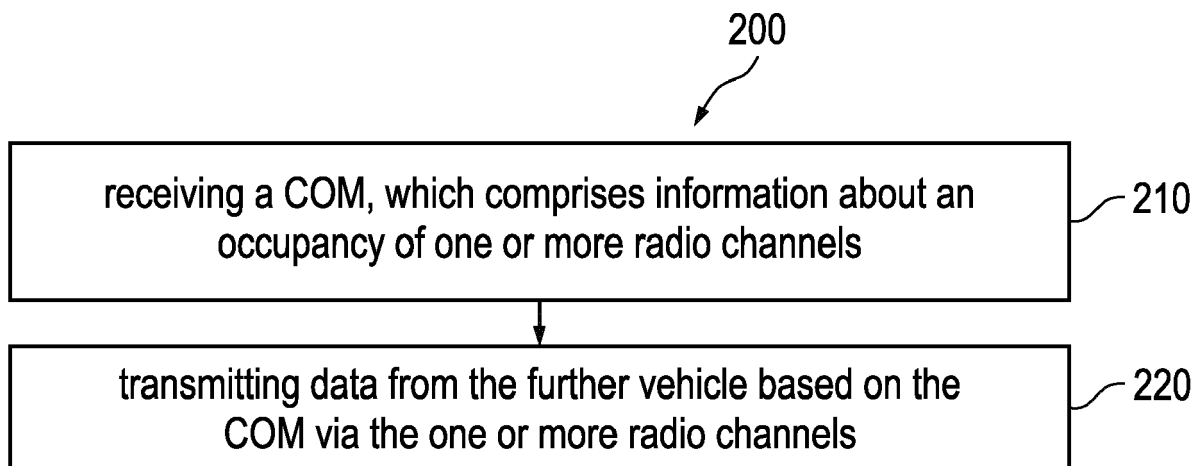 200
receiving a COM, which comprises information about an
occupancy of one or more radio channels
210
transmitting data from the further vehicle based on the
COM via the one or more radio channels
220